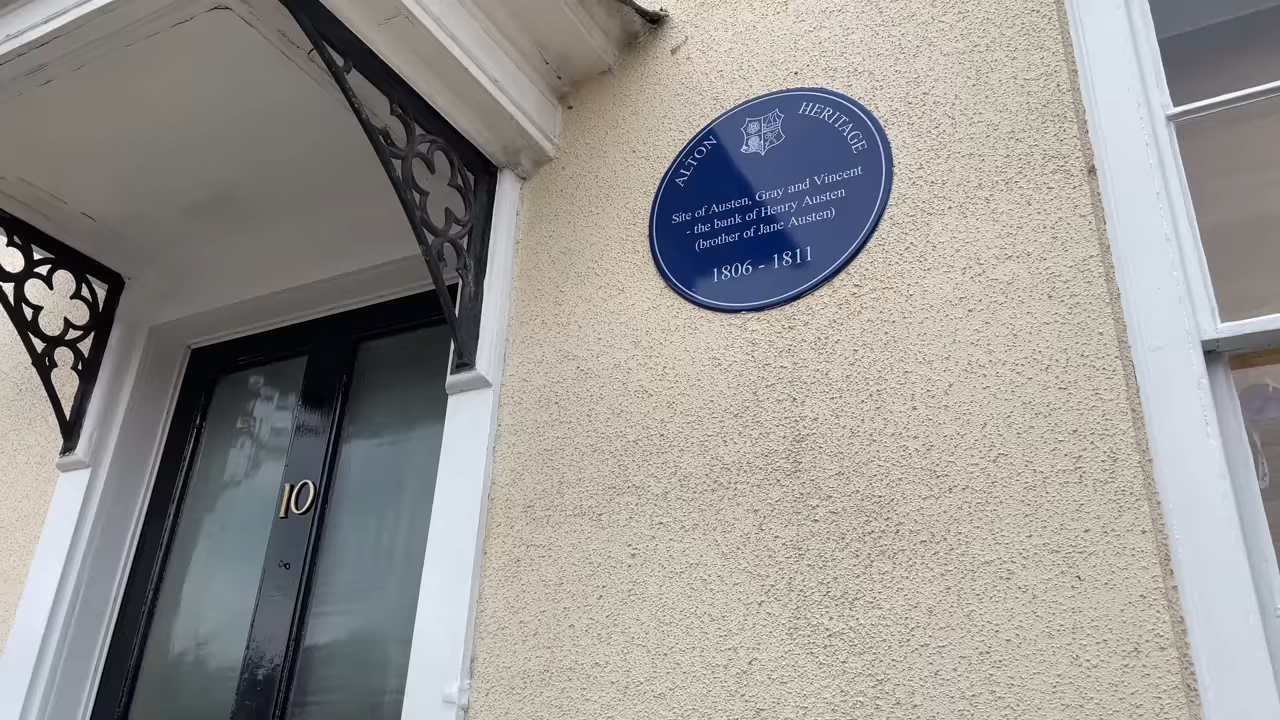 ALTON HERITAGE
Site of Austen, Gray and Vincent
- the bank of Henry Austen
(brother of Jane Austen)
1806 - 1811
10